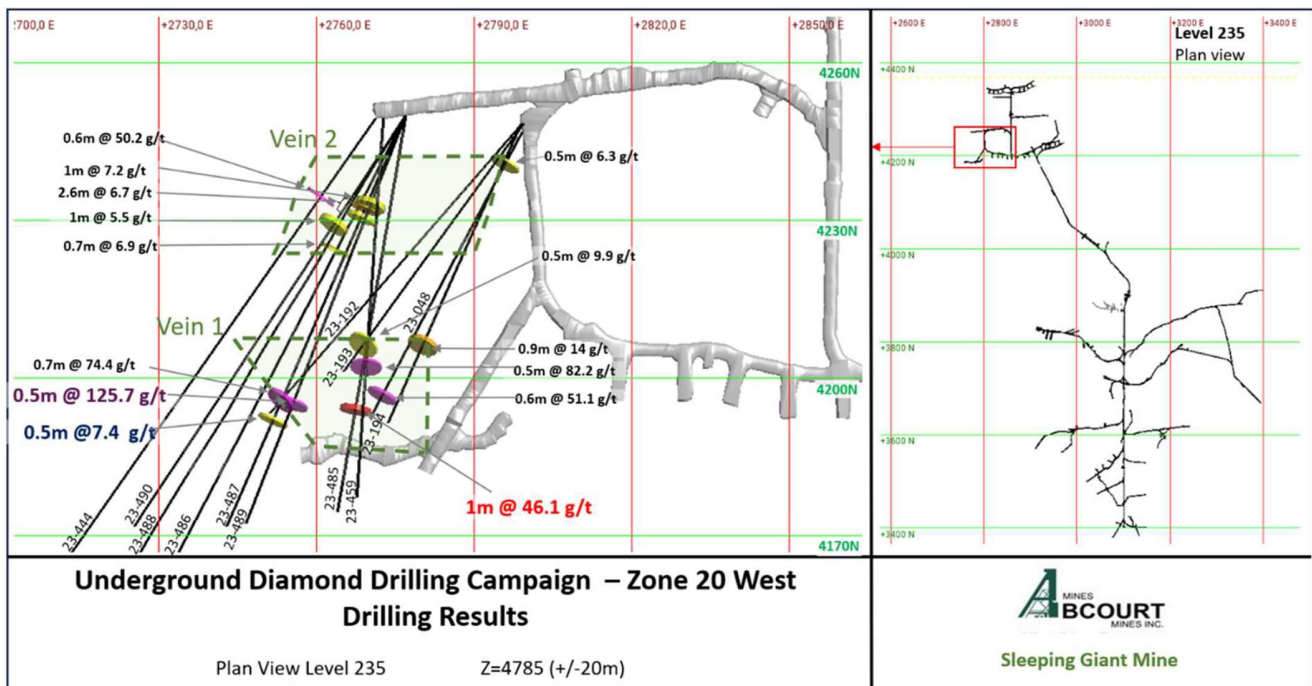 2700,0 E
+2730,0 E
+2760,0 E
+2790,0 E
+2820,0 E
+2850,0 E
4260N
0.6m @ 50.2 g/t
Vein 2
0.5m @ 6.3 g/t
1m @ 7.2 g/t
2.6m @ 6.7 g/t
1m @ 5.5 g/t
4230N
0.7m @ 6.9 g/t
0.5m @ 9.9 g/t
23-192
23-048
Vein 1
23-193
0.9m @ 14 g/t
0.7m @ 74.4 g/t
0.5m @ 82.2 g/t
4200N
0.5m @ 125.7 g/t
0.6m @ 51.1 g/t
0.5m @7.4 g/t
23-194
23-444
23-490
23-488
23-486
23-487
23-489
23-485
23-459
1m @ 46.1 g/t
4170N
+2600 E
+2800 E
+3000 E
+3200 E
+3400 E
Level 235
Plan view
+4400 N
+4200 N
+4000 N
+3800 N
+3600 N
+3400 N
Underground Diamond Drilling Campaign – Zone 20 West
Drilling Results
Plan View Level 235 Z=4785 (+/-20m)
MINES
ABCOURT
MINES INC.
Sleeping Giant Mine